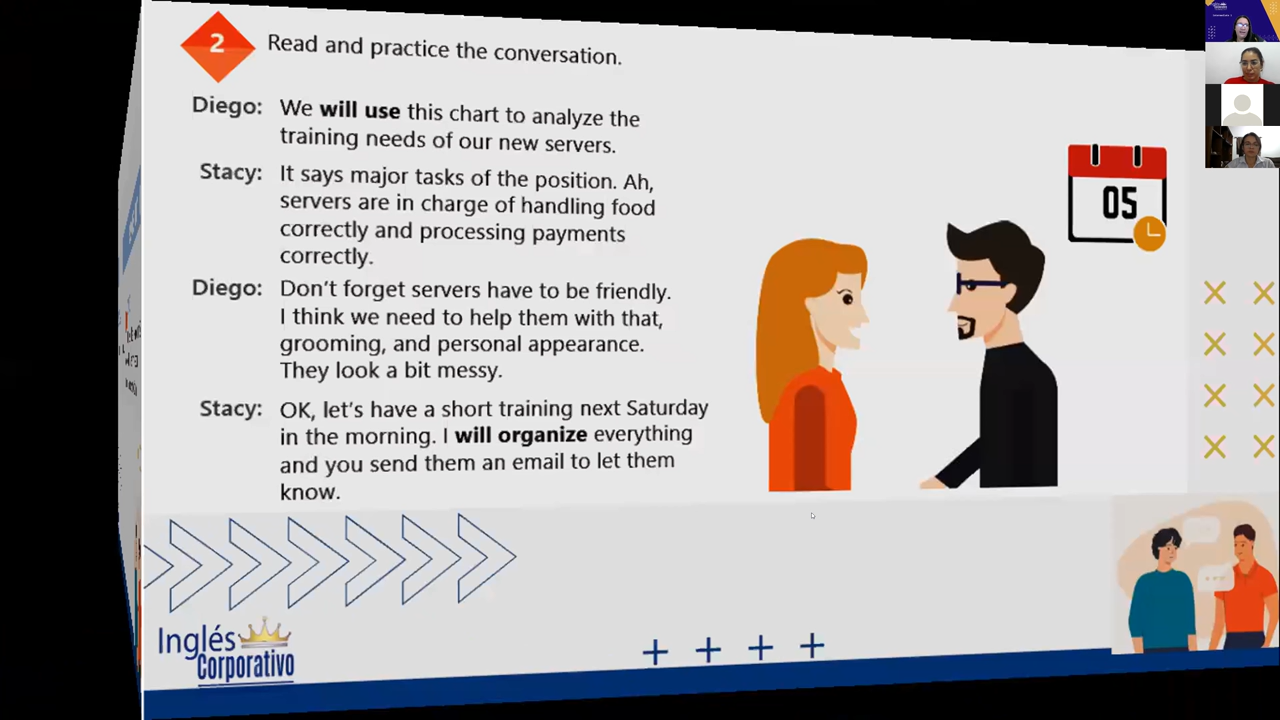 2 Read and practice the conversation.
Diego: We will use this chart to analyze the
training needs of our new servers.
Stacy: It says major tasks of the position. Ah,
servers are in charge of handling food
correctly and processing payments
correctly.
Diego: Don't forget servers have to be friendly.
I think we need to help them with that,
grooming, and personal appearance.
They look a bit messy.
Stacy: OK, let's have a short training next Saturday
in the morning. I will organize everything
and you send them an email to let them
know.
05
Inglés
Corporativo